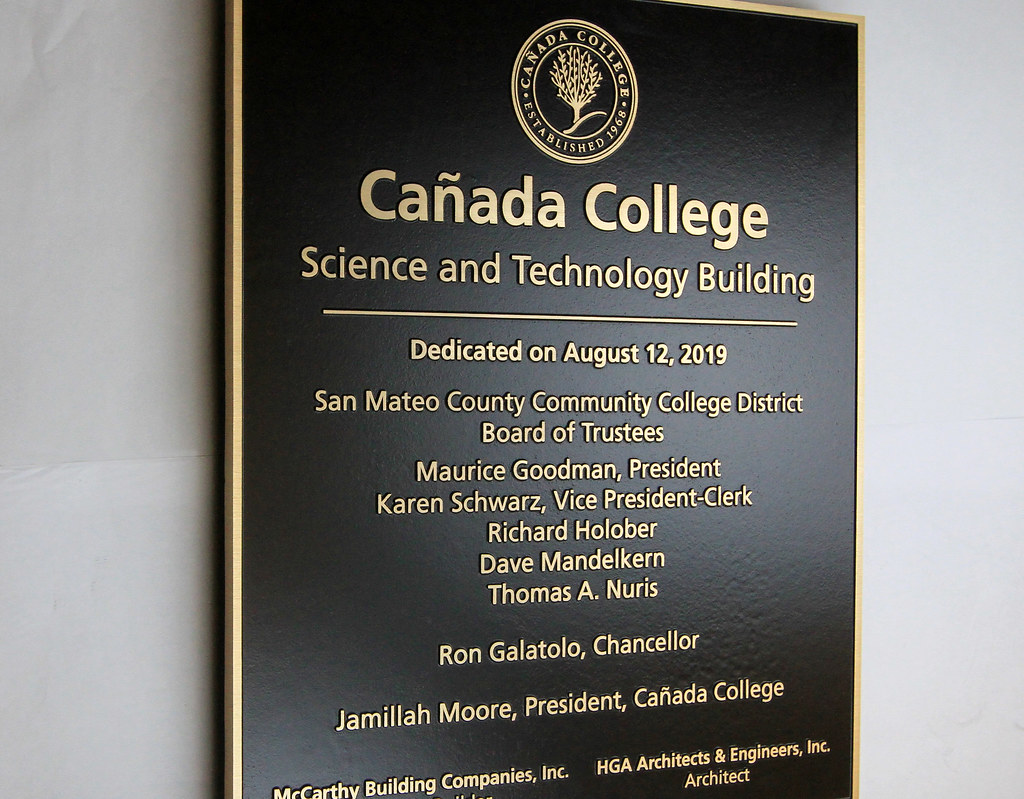 CAÑADA COLLEGE
ESTABLISHED 1968
Cañada College
Science and Technology Building
Dedicated on August 12, 2019
San Mateo County Community College District
Board of Trustees
Maurice Goodman, President
Karen Schwarz, Vice President-Clerk
Richard Holober
Dave Mandelkern
Thomas A. Nuris
Ron Galatolo, Chancellor
Jamillah Moore, President, Cañada College
McCarthy Building Companies, Inc.
Builder
HGA Architects & Engineers, Inc.
Architect